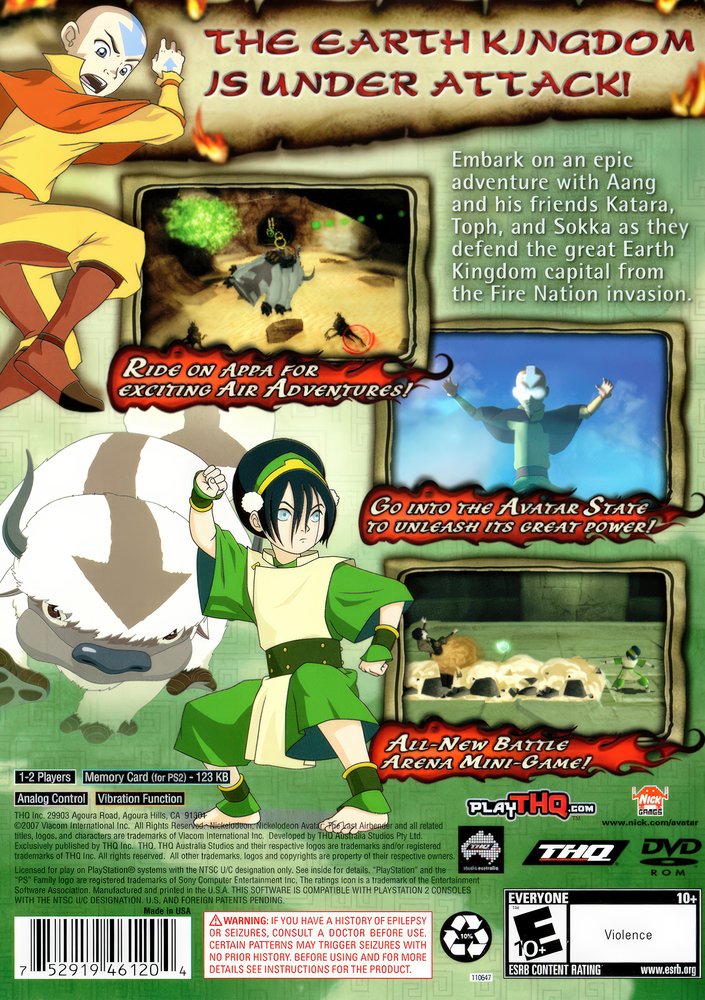 THE EARTH KINGDOM
IS UNDER ATTACK!
Embark on an epic
adventure with Aang
and his friends Katara,
Toph, and Sokka as they
defend the great Earth
Kingdom capital from
the Fire Nation invasion.
RIDE ON APPA FOR
EXCITING AIR ADVENTURES!
GO INTO THE AVATAR STATE
TO UNLEASH ITS GREAT POWER!
ALL-NEW BATTLE
ARENA MINI-GAME!
1-2 Players
Memory Card (for PS2) - 123 KB
Analog Control
Vibration Function
THQ Inc. 29903 Agoura Road, Agoura Hills, CA 91301
©2007 Viacom International Inc. All Rights Reserved. Nickelodeon, Nickelodeon Avatar: The Last Airbender and all related
titles, logos, and characters are trademarks of Viacom International Inc. Developed by THQ Australia Studios Pty Ltd.
Exclusively published by THQ Inc. THQ, THQ Australia Studios and their respective logos are trademarks and/or registered
trademarks of THQ Inc. All rights reserved. All other trademarks, logos and copyrights are property of their respective owners.
Licensed for play on PlayStation® systems with the NTSC U/C designation only. See inside for details. "PlayStation" and the
"PS" Family logo are registered trademarks of Sony Computer Entertainment Inc. The ratings icon is a trademark of the Entertainment
Software Association. Manufactured and printed in the U.S.A. THIS SOFTWARE IS COMPATIBLE WITH PLAYSTATION 2 CONSOLES
WITH THE NTSC U/C DESIGNATION. U.S. AND FOREIGN PATENTS PENDING.
Made in USA
PLAYTHQ.COM
NICK
GAMES
www.nick.com/avatar
THQ
studio australia
THQ
DVD
ROM
7 52919 46120 4
WARNING: IF YOU HAVE A HISTORY OF EPILEPSY
OR SEIZURES, CONSULT A DOCTOR BEFORE USE.
CERTAIN PATTERNS MAY TRIGGER SEIZURES WITH
NO PRIOR HISTORY. BEFORE USING AND FOR MORE
DETAILS SEE INSTRUCTIONS FOR THE PRODUCT.
10%
110647
EVERYONE 10+
E
10+
Violence
ESRB CONTENT RATING
www.esrb.org